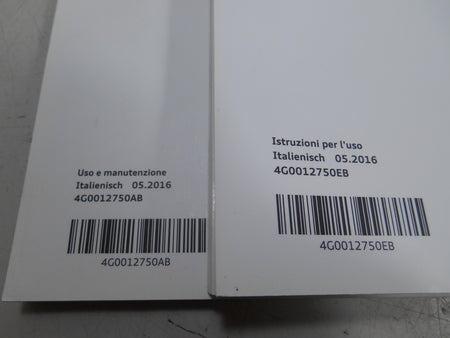 Uso e manutenzione
Italienisch 05.2016
4G0012750AB
4G0012750AB
Istruzioni per l'uso
Italienisch 05.2016
4G0012750EB
4G0012750EB